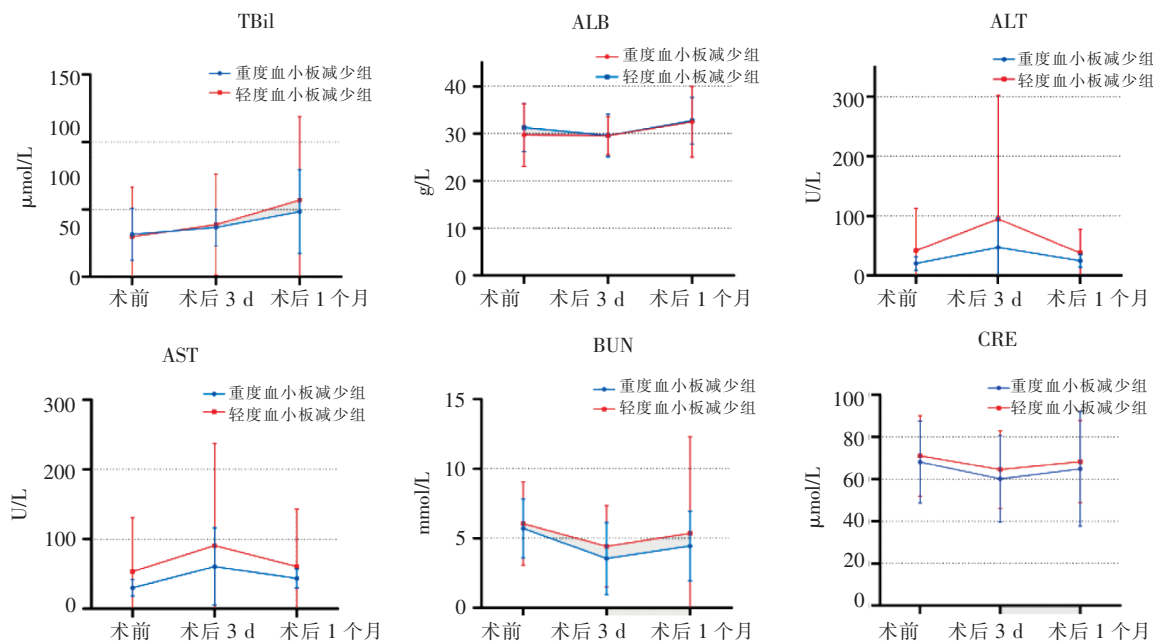 TBil
重度血小板减少组
轻度血小板减少组
150
100
100
50
0
μmol/L
术前
术后 3 d
术后 1 个月
ALB
重度血小板减少组
轻度血小板减少组
40
30
20
10
0
g/L
术前
术后 3 d
术后 1 个月
ALT
重度血小板减少组
轻度血小板减少组
300
200
100
0
U/L
术前
术后 3 d
术后 1 个月
AST
重度血小板减少组
轻度血小板减少组
300
200
100
0
U/L
术前
术后 3 d
术后 1 个月
BUN
重度血小板减少组
轻度血小板减少组
15
10
5
0
mmol/L
术前
术后 3 d
术后 1 个月
CRE
重度血小板减少组
轻度血小板减少组
100
80
60
40
20
0
μmol/L
术前
术后 3 d
术后 1 个月